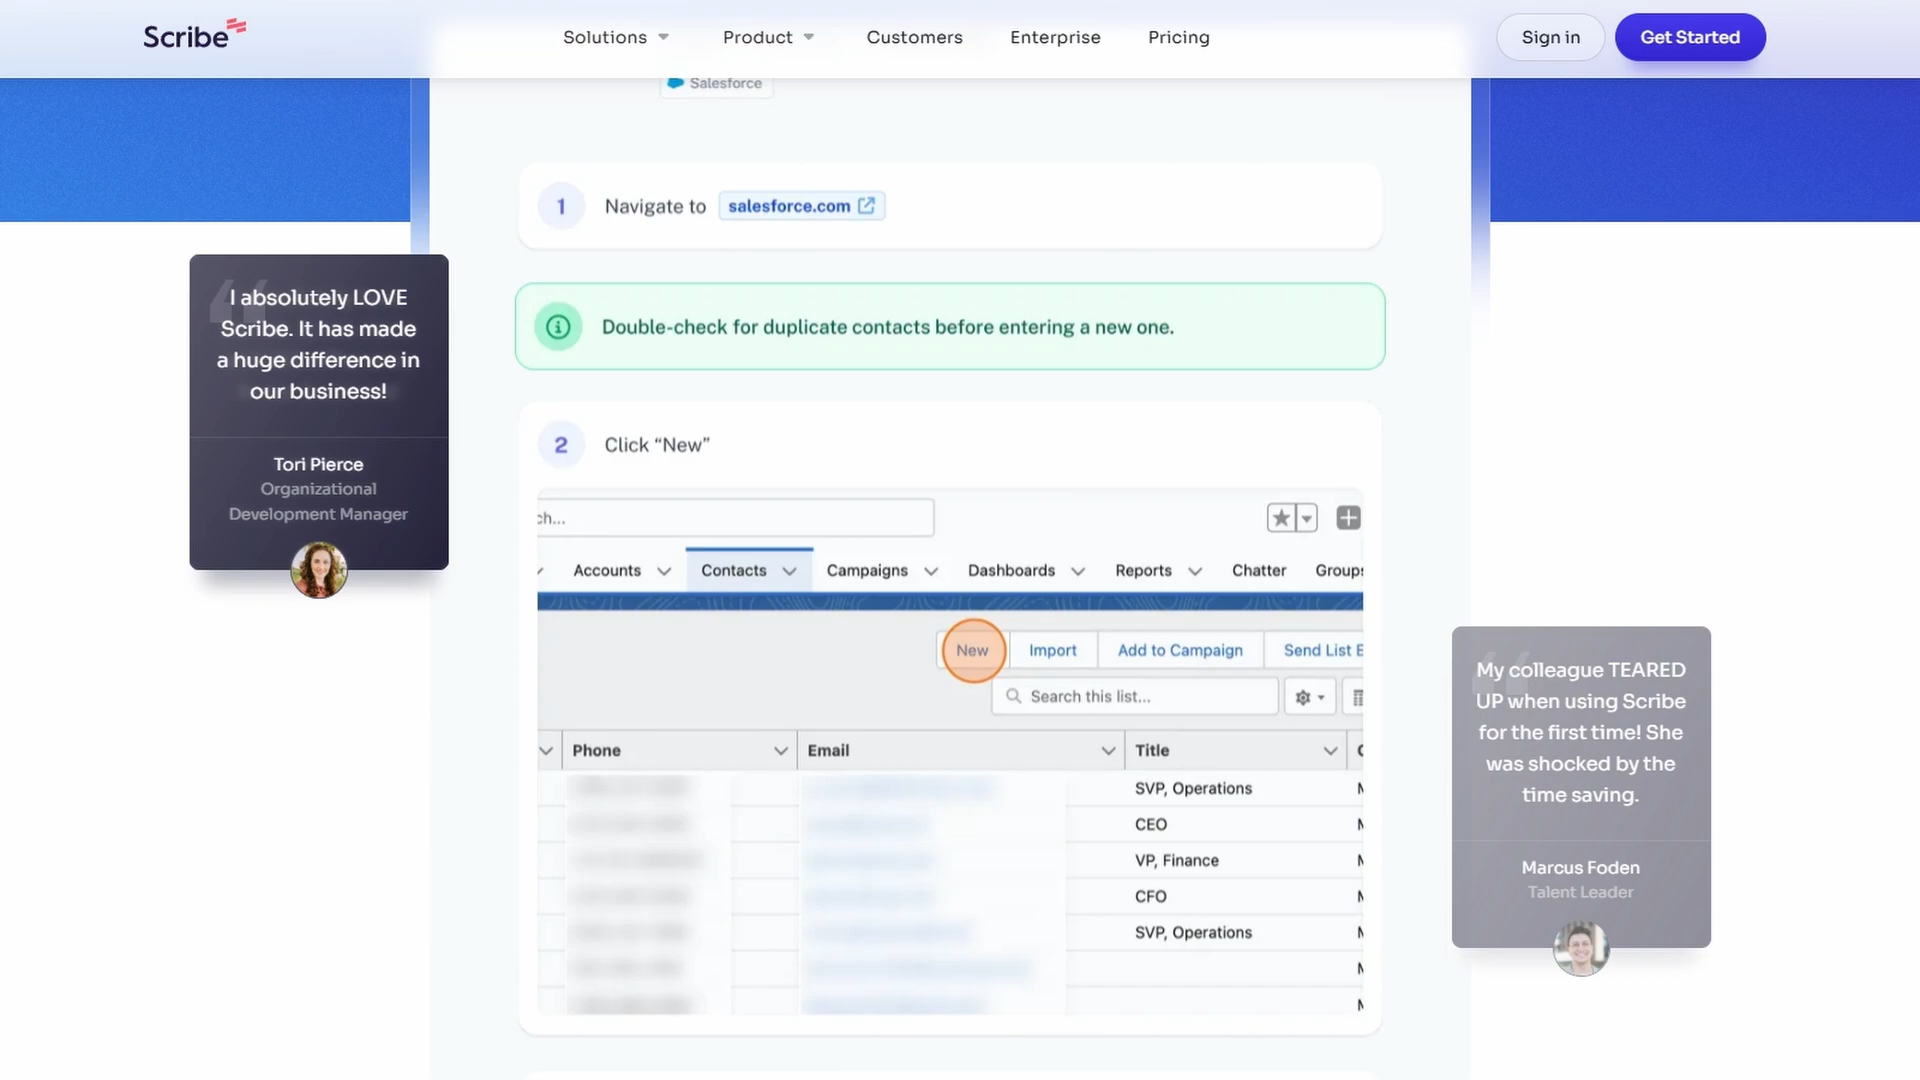 Scribe
Solutions
Product
Customers
Enterprise
Pricing
Sign in
Get Started
Salesforce
1 Navigate to salesforce.com
Double-check for duplicate contacts before entering a new one.
2 Click “New”
ch...
Accounts
Contacts
Campaigns
Dashboards
Reports
Chatter
Groups
New
Import
Add to Campaign
Send List E
Search this list...
Phone
Email
Title
SVP, Operations
CEO
VP, Finance
CFO
SVP, Operations
I absolutely LOVE
Scribe. It has made
a huge difference in
our business!
Tori Pierce
Organizational
Development Manager
My colleague TEARED
UP when using Scribe
for the first time! She
was shocked by the
time saving.
Marcus Foden
Talent Leader